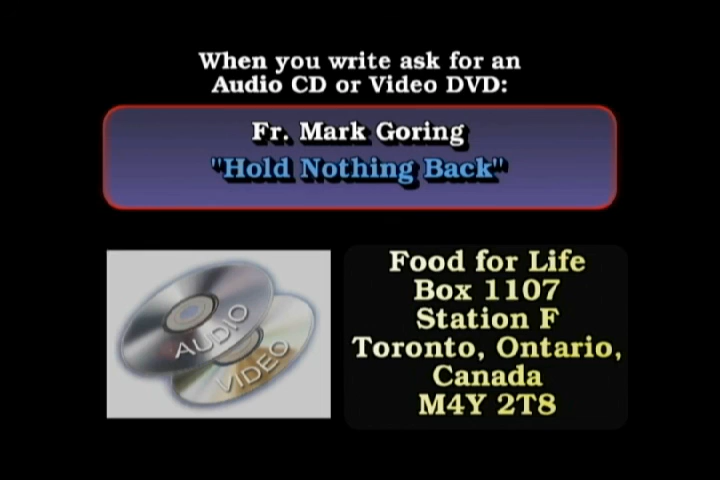 When you write ask for an
Audio CD or Video DVD:
Fr. Mark Goring
"Hold Nothing Back"
AUDIO
VIDEO
Food for Life
Box 1107
Station F
Toronto, Ontario,
Canada
M4Y 2T8